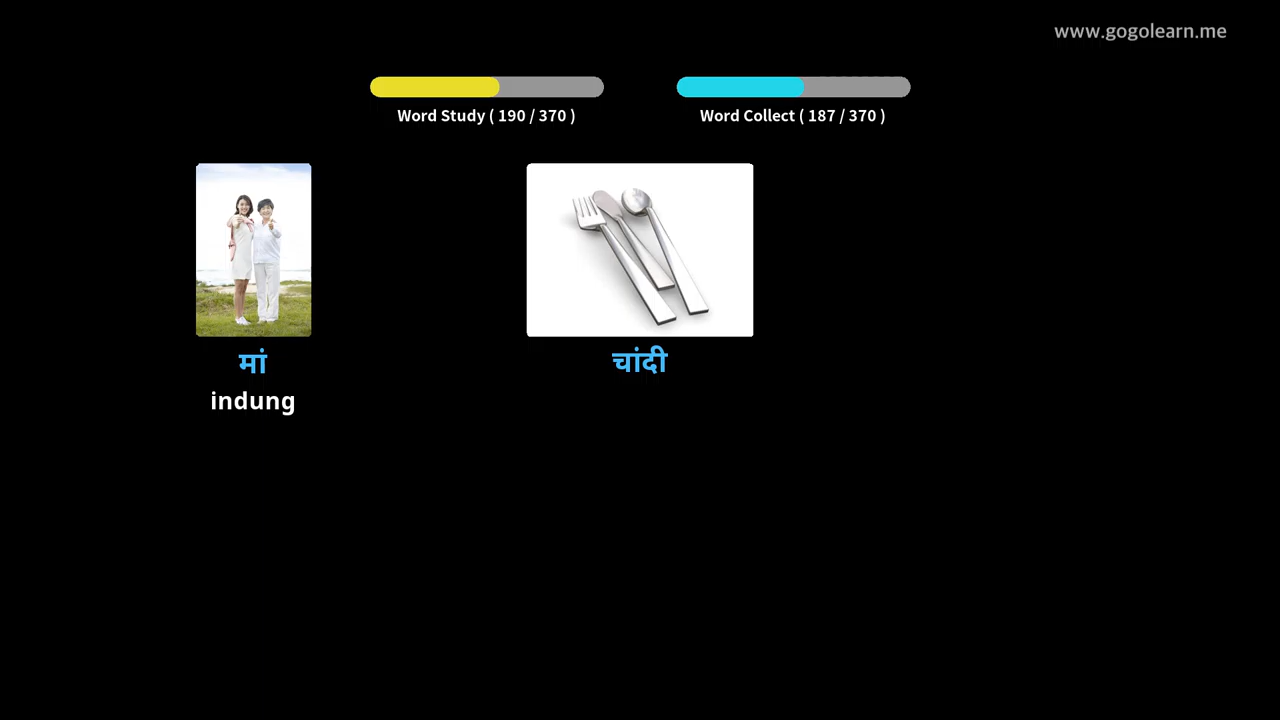 www.gogolearn.me
Word Study ( 190 / 370 )
Word Collect ( 187 / 370 )
मां
indung
चांदी